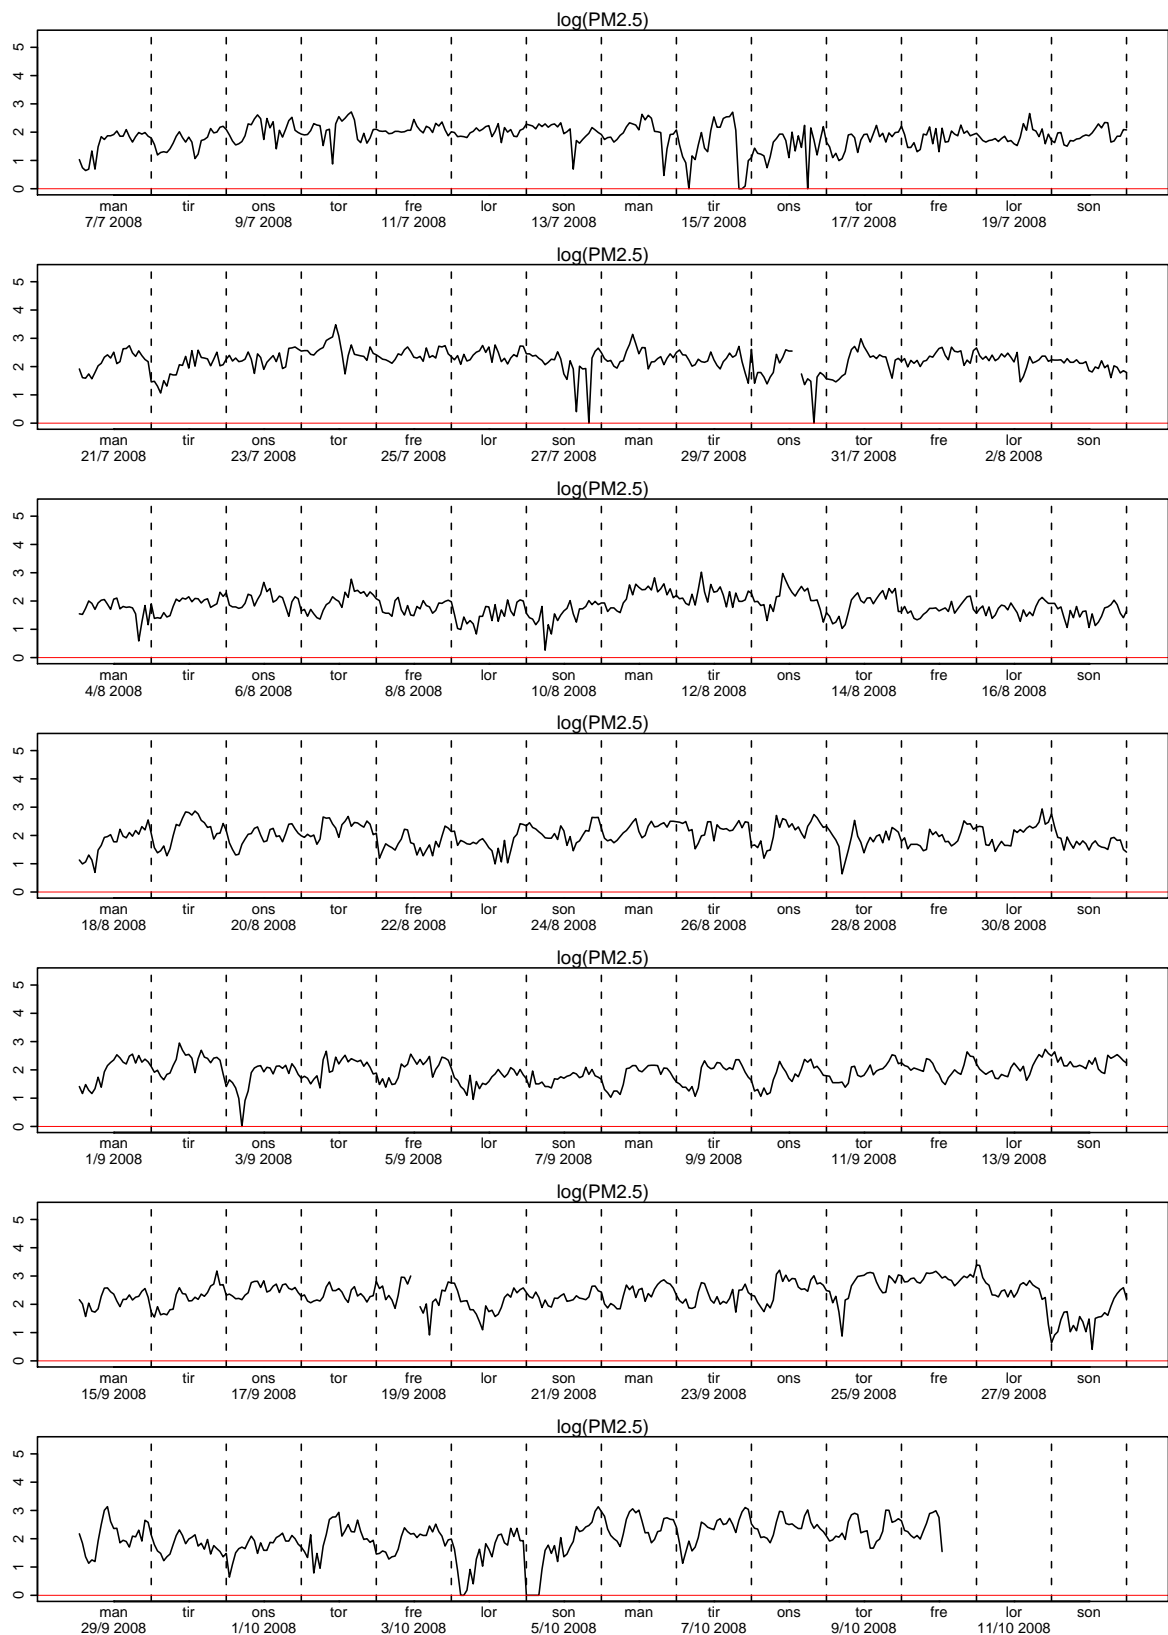 log(PM2.5)
5
4
3
2
1
0
man tir ons tor fre lor son man tir ons tor fre lor son
7/7 2008 9/7 2008 11/7 2008 13/7 2008 15/7 2008 17/7 2008 19/7 2008
log(PM2.5)
5
4
3
2
1
0
man tir ons tor fre lor son man tir ons tor fre lor son
21/7 2008 23/7 2008 25/7 2008 27/7 2008 29/7 2008 31/7 2008 2/8 2008
log(PM2.5)
5
4
3
2
1
0
man tir ons tor fre lor son man tir ons tor fre lor son
4/8 2008 6/8 2008 8/8 2008 10/8 2008 12/8 2008 14/8 2008 16/8 2008
log(PM2.5)
5
4
3
2
1
0
man tir ons tor fre lor son man tir ons tor fre lor son
18/8 2008 20/8 2008 22/8 2008 24/8 2008 26/8 2008 28/8 2008 30/8 2008
log(PM2.5)
5
4
3
2
1
0
man tir ons tor fre lor son man tir ons tor fre lor son
1/9 2008 3/9 2008 5/9 2008 7/9 2008 9/9 2008 11/9 2008 13/9 2008
log(PM2.5)
5
4
3
2
1
0
man tir ons tor fre lor son man tir ons tor fre lor son
15/9 2008 17/9 2008 19/9 2008 21/9 2008 23/9 2008 25/9 2008 27/9 2008
log(PM2.5)
5
4
3
2
1
0
man tir ons tor fre lor son man tir ons tor fre lor son
29/9 2008 1/10 2008 3/10 2008 5/10 2008 7/10 2008 9/10 2008 11/10 2008